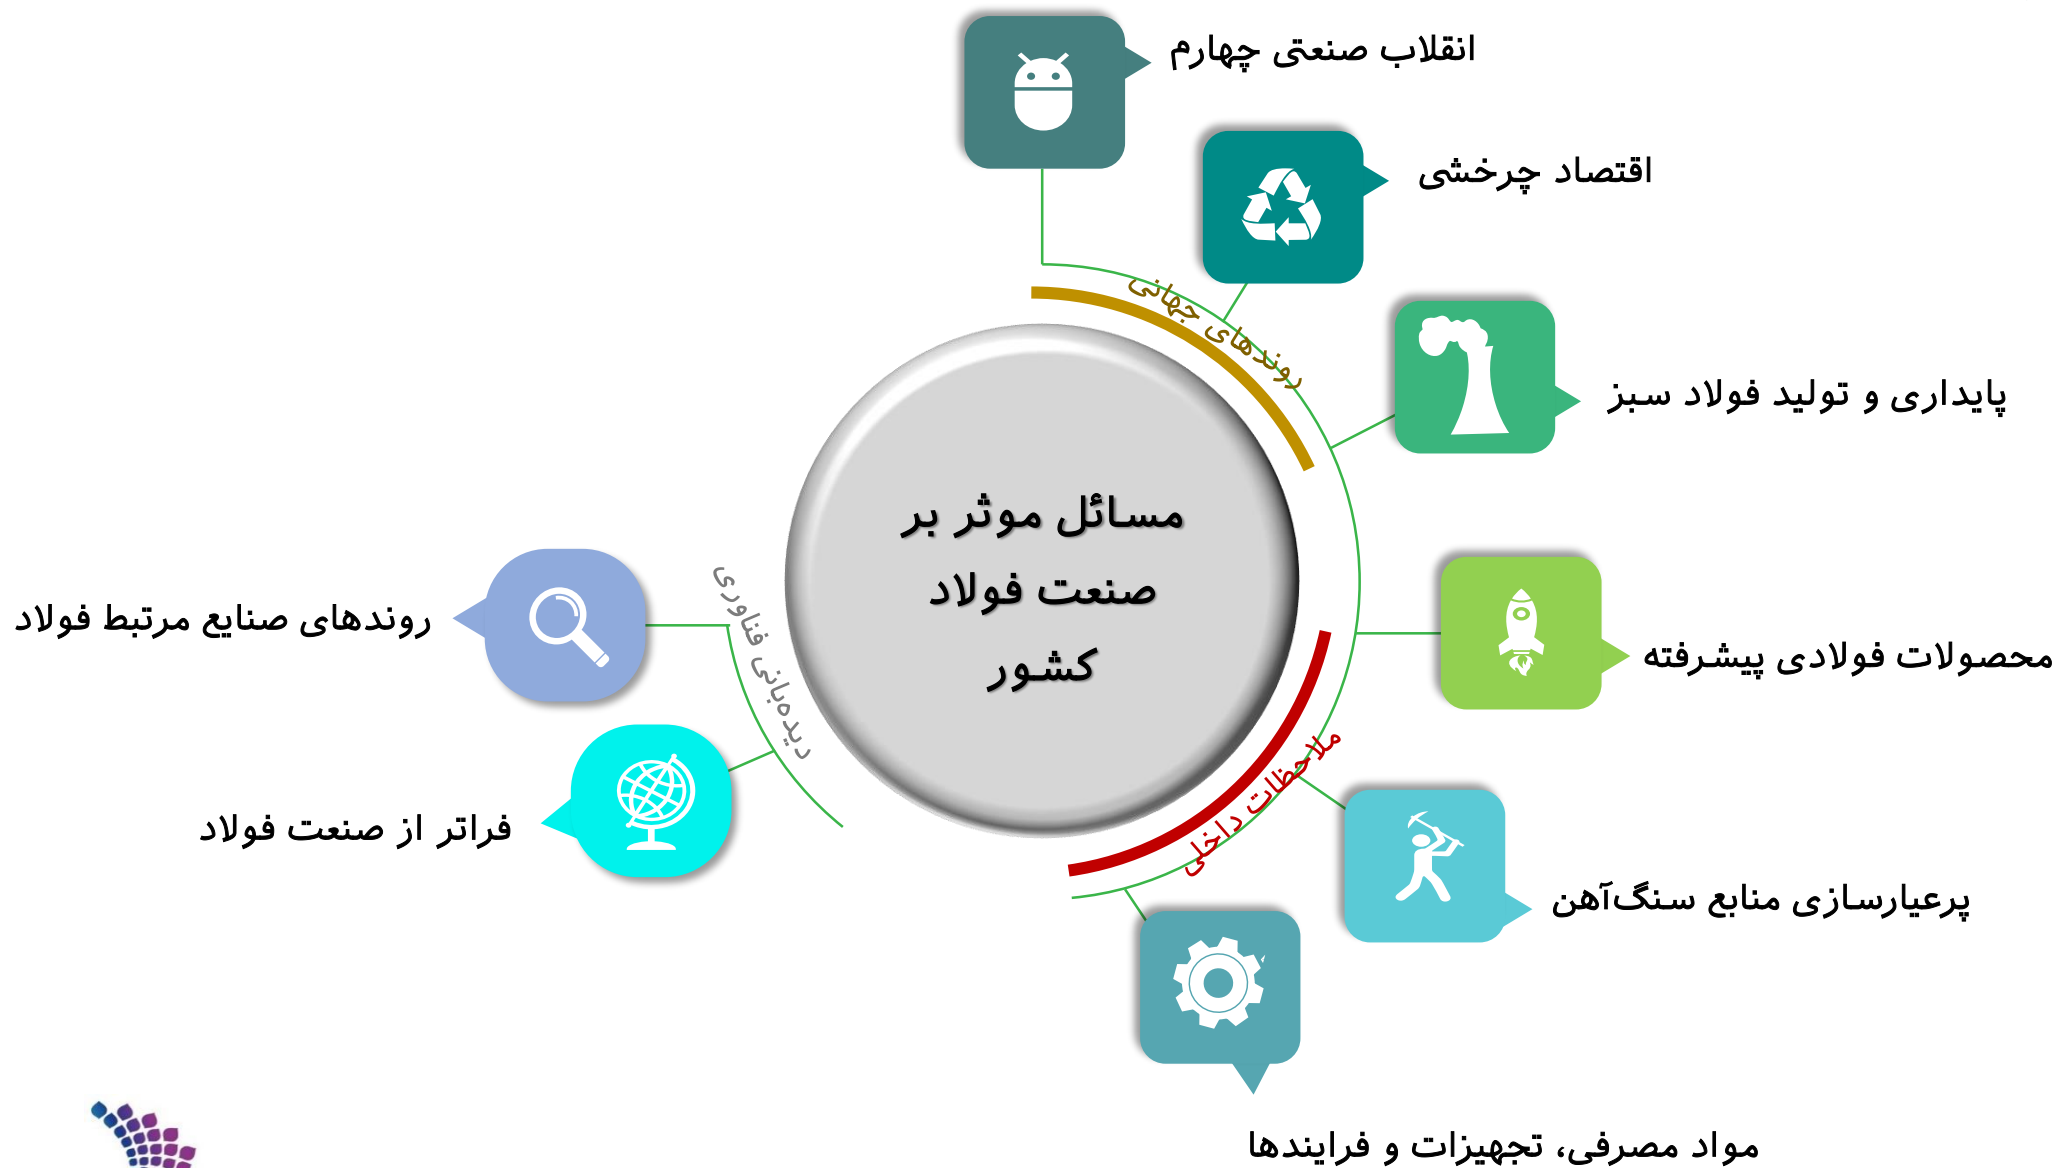 انقلاب صنعتی چهارم
اقتصاد چرخشی
روندهای جهانی
پایداری و تولید فولاد سبز
مسائل موثر بر
صنعت فولاد
کشور
محصولات فولادی پیشرفته
روندهای صنایع مرتبط فولاد
دیده‌بانی فناوری
ملاحظات داخلی
فراتر از صنعت فولاد
پرعیارسازی منابع سنگ‌آهن
مواد مصرفی، تجهیزات و فرایندها